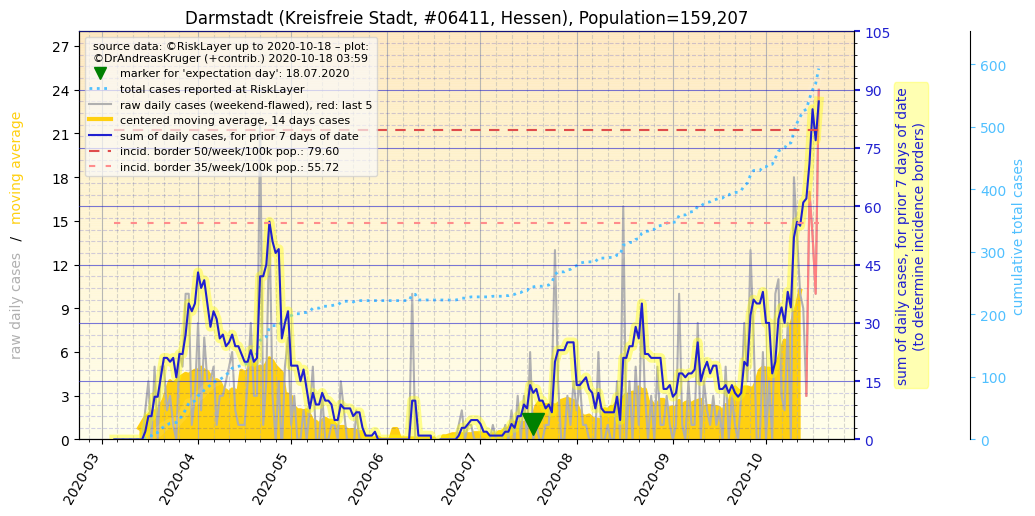 Darmstadt (Kreisfreie Stadt, #06411, Hessen), Population=159,207
source data: ©RiskLayer up to 2020-10-18 – plot:
©DrAndreasKruger (+contrib.) 2020-10-18 03:59
marker for 'expectation day': 18.07.2020
total cases reported at RiskLayer
raw daily cases (weekend-flawed), red: last 5
centered moving average, 14 days cases
sum of daily cases, for prior 7 days of date
incid. border 50/week/100k pop.: 79.60
incid. border 35/week/100k pop.: 55.72
raw daily cases / moving average
27
24
21
18
15
12
9
6
3
0
2020-03
2020-04
2020-05
2020-06
2020-07
2020-08
2020-09
2020-10
105
90
75
60
45
30
15
0
sum of daily cases, for prior 7 days of date
(to determine incidence borders)
600
500
400
300
200
100
0
cumulative total cases